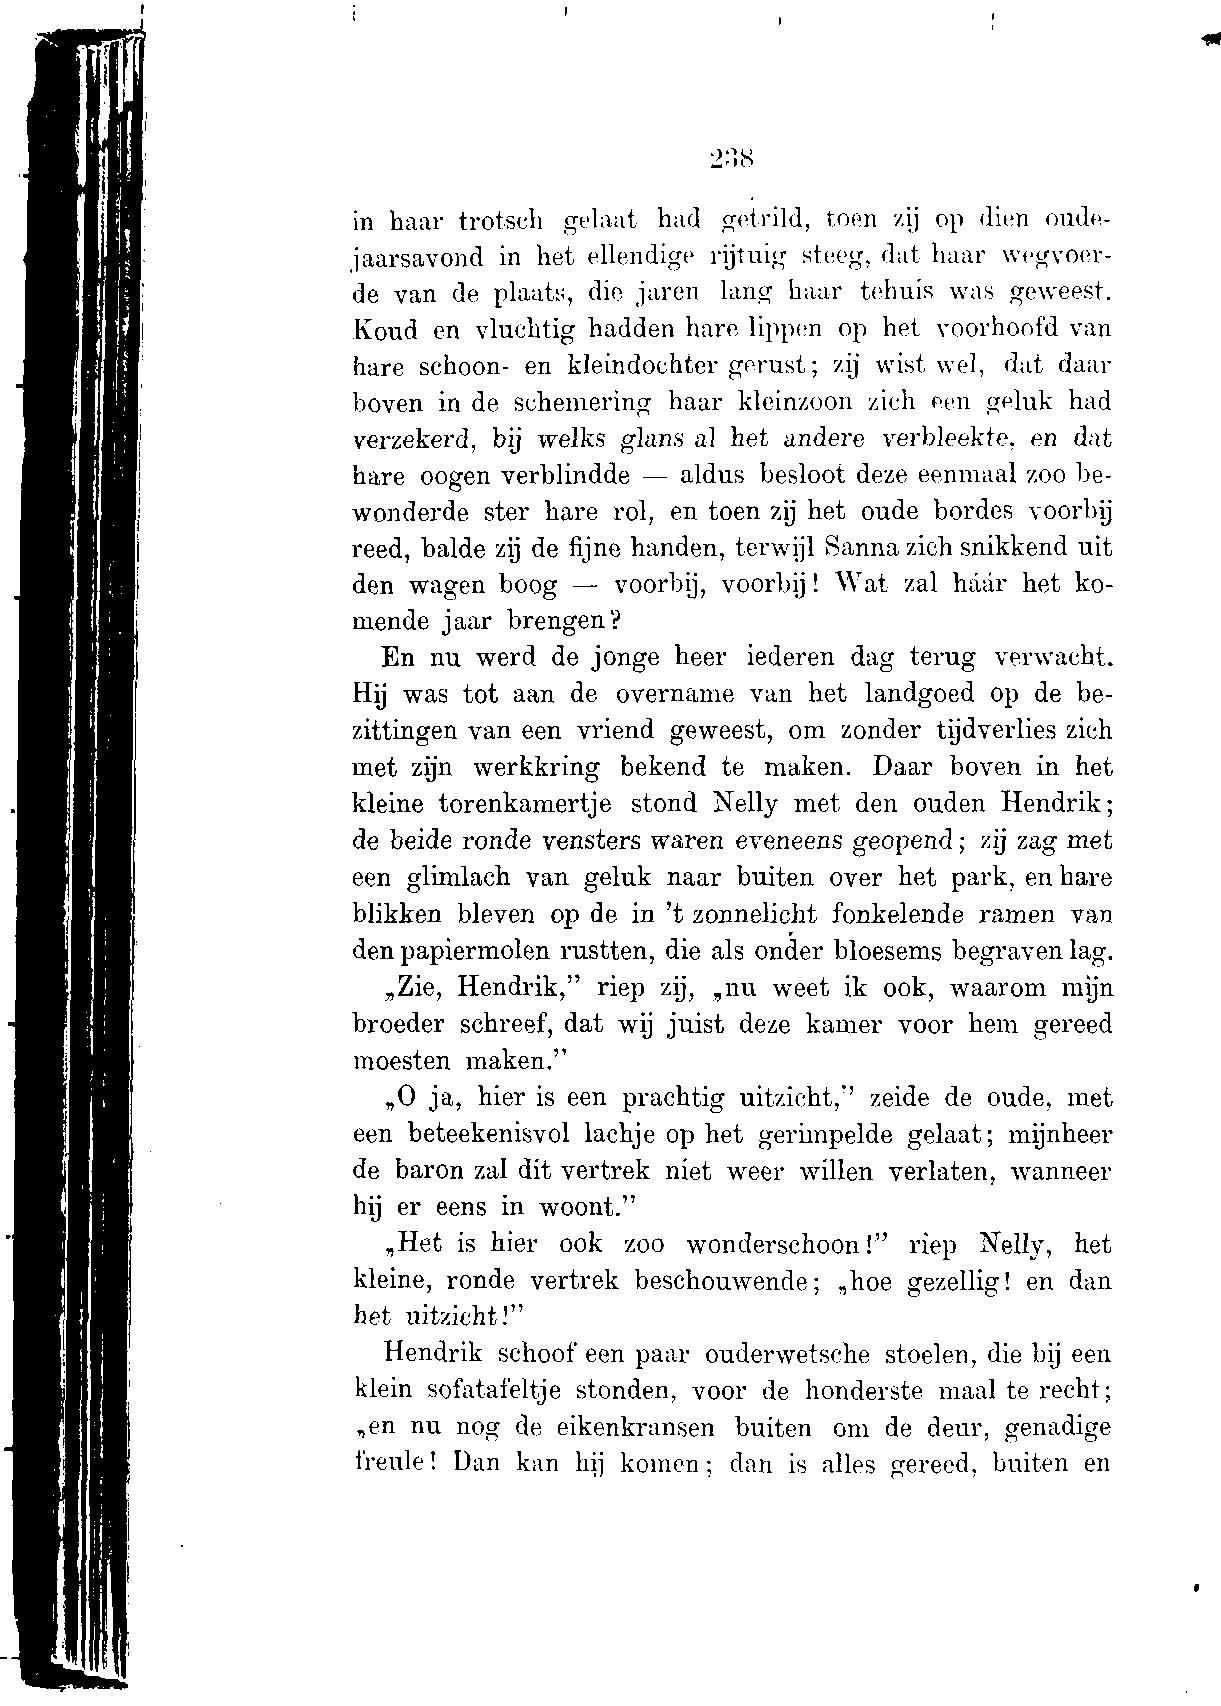 238
in haar trotsch gelaat had getrild, toen zij op dien oude-
jaarsavond in het ellendige rijtuig steeg, dat haar wegvoer-
de van de plaats, die jaren lang haar tehuis was geweest.
Koud en vluchtig hadden hare lippen op het voorhoofd van
hare schoon- en kleindochter gerust; zij wist wel, dat daar
boven in de schemering haar kleinzoon zich een geluk had
verzekerd, bij welks glans al het andere verbleekte, en dat
hare oogen verblindde — aldus besloot deze eenmaal zoo be-
wonderde ster hare rol, en toen zij het oude bordes voorbij
reed, balde zij de fijne handen, terwijl Sanna zich snikkend uit
den wagen boog — voorbij, voorbij! Wat zal háár het ko-
mende jaar brengen?
En nu werd de jonge heer iederen dag terug verwacht.
Hij was tot aan de overname van het landgoed op de be-
zittingen van een vriend geweest, om zonder tijdverlies zich
met zijn werkkring bekend te maken. Daar boven in het
kleine torenkamertje stond Nelly met den ouden Hendrik;
de beide ronde vensters waren eveneens geopend; zij zag met
een glimlach van geluk naar buiten over het park, en hare
blikken bleven op de in 't zonnelicht fonkelende ramen van
den papiermolen rustten, die als onder bloesems begraven lag.
„Zie, Hendrik,” riep zij, „nu weet ik ook, waarom mijn
broeder schreef, dat wij juist deze kamer voor hem gereed
moesten maken.”
„O ja, hier is een prachtig uitzicht,” zeide de oude, met
een beteekenisvol lachje op het gerimpelde gelaat; mijnheer
de baron zal dit vertrek niet weer willen verlaten, wanneer
hij er eens in woont.”
„Het is hier ook zoo wonderschoon!” riep Nelly, het
kleine, ronde vertrek beschouwende; „hoe gezellig! en dan
het uitzicht!”
Hendrik schoof een paar ouderwetsche stoelen, die bij een
klein sofatafeltje stonden, voor de honderste maal te recht;
„en nu nog de eikenkransen buiten om de deur, genadige
freule! Dan kan hij komen; dan is alles gereed, buiten en